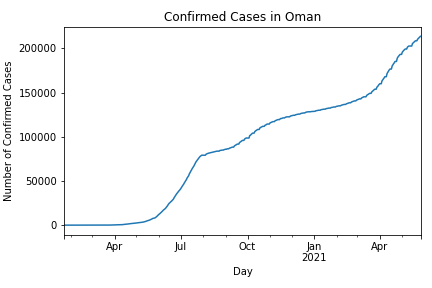 Confirmed Cases in Oman
Number of Confirmed Cases
200000
150000
100000
50000
0
Apr Jul Oct Jan Apr
2021
Day